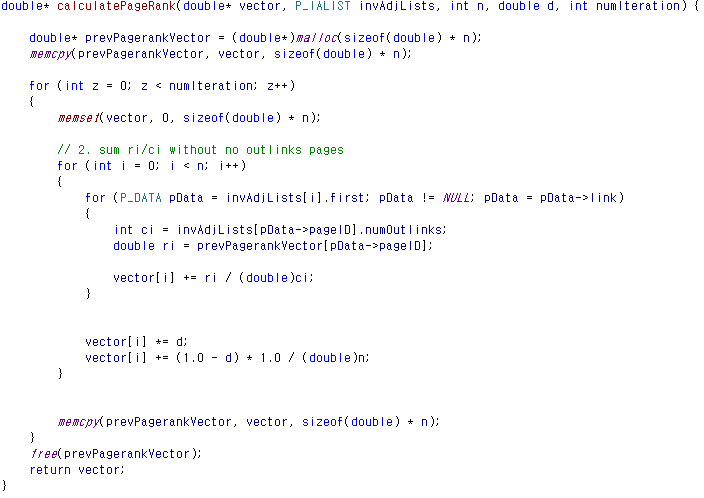 double* calculatePageRank(double* vector, P_IALIST invAdjLists, int n, double d, int numIteration) {
double* prevPagerankVector = (double*)malloc(sizeof(double) * n);
memcpy(prevPagerankVector, vector, sizeof(double) * n);
for (int z = 0; z < numIteration; z++)
{
memset(vector, 0, sizeof(double) * n);
// 2. sum ri/ci without no outlinks pages
for (int i = 0; i < n; i++)
{
for (P_DATA pData = invAdjLists[i].first; pData != NULL; pData = pData->link)
{
int ci = invAdjLists[pData->pageID].numOutlinks;
double ri = prevPagerankVector[pData->pageID];
vector[i] += ri / (double)ci;
}
vector[i] *= d;
vector[i] += (1.0 - d) * 1.0 / (double)n;
}
memcpy(prevPagerankVector, vector, sizeof(double) * n);
}
free(prevPagerankVector);
return vector;
}